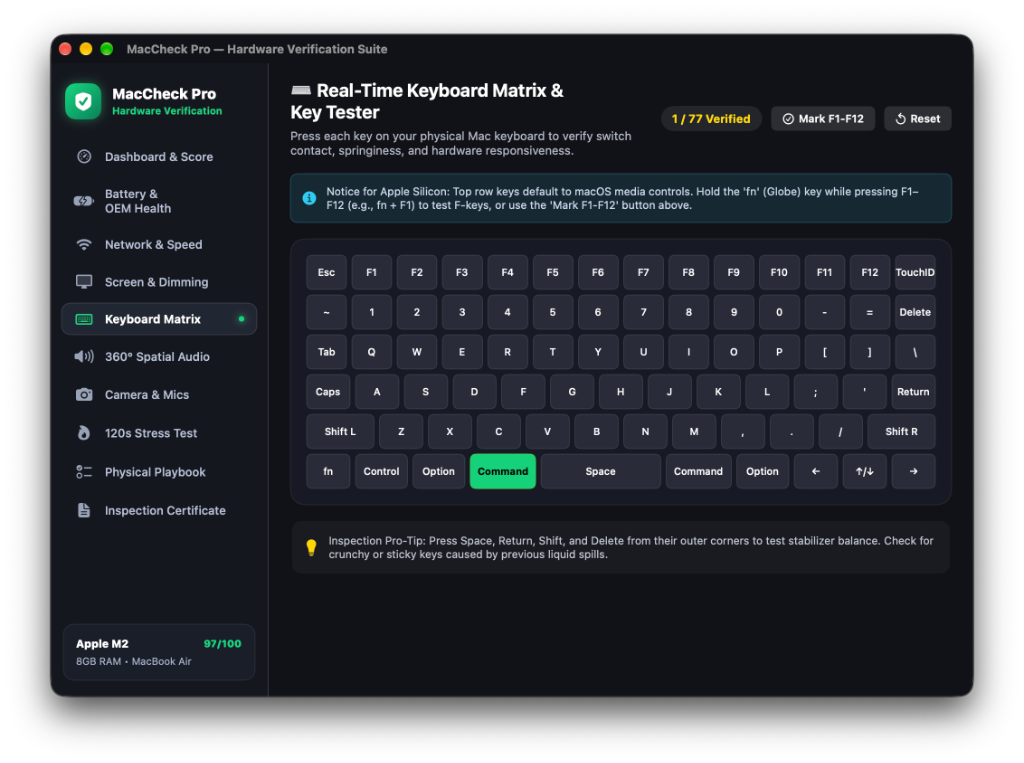 MacCheck Pro — Hardware Verification Suite
MacCheck Pro
Hardware Verification
Dashboard & Score
Battery &
OEM Health
Network & Speed
Screen & Dimming
Keyboard Matrix
360° Spatial Audio
Camera & Mics
120s Stress Test
Physical Playbook
Inspection Certificate
Apple M2 97/100
8GB RAM • MacBook Air
Real-Time Keyboard Matrix &
Key Tester
Press each key on your physical Mac keyboard to verify switch
contact, springiness, and hardware responsiveness.
1 / 77 Verified Mark F1-F12 Reset
Notice for Apple Silicon: Top row keys default to macOS media controls. Hold the 'fn' (Globe) key while pressing F1–
F12 (e.g., fn + F1) to test F-keys, or use the 'Mark F1-F12' button above.
Esc F1 F2 F3 F4 F5 F6 F7 F8 F9 F10 F11 F12 TouchID
~ 1 2 3 4 5 6 7 8 9 0 - = Delete
Tab Q W E R T Y U I O P [ ] \
Caps A S D F G H J K L ; ' Return
Shift L Z X C V B N M , . / Shift R
fn Control Option Command Space Command Option ← ↑/↓ →
Inspection Pro-Tip: Press Space, Return, Shift, and Delete from their outer corners to test stabilizer balance. Check for
crunchy or sticky keys caused by previous liquid spills.